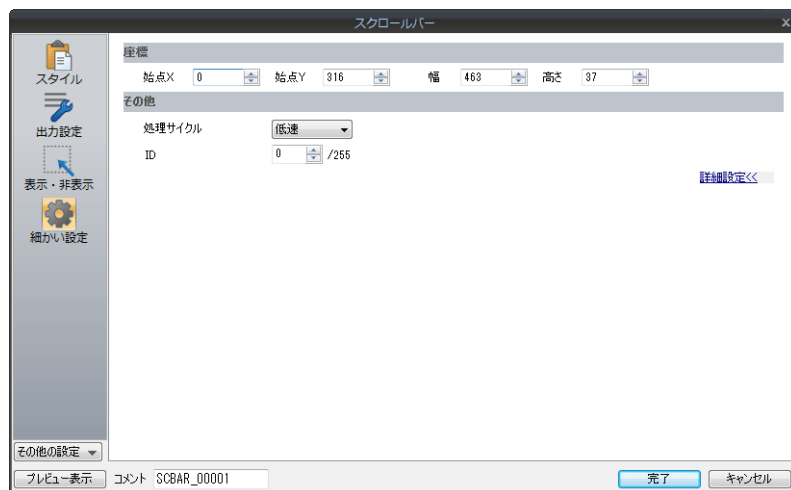 スクロールバー x
スタイル
出力設定
表示・非表示
細かい設定
その他の設定
座標
始点X 0 始点Y 316 幅 463 高さ 37
その他
処理サイクル 低速
ID 0 /255
詳細設定<<
プレビュー表示 コメント SCBAR_00001 完了 キャンセル